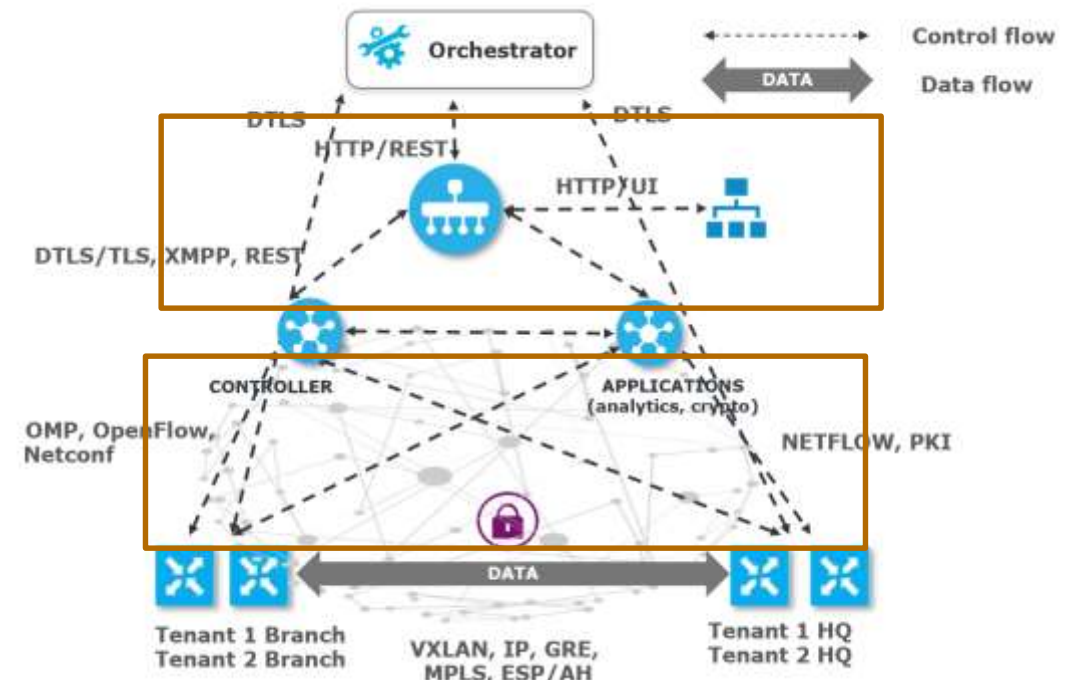 Orchestrator
Control flow
DATA
Data flow
DTLS
DTLS
HTTP/REST
HTTP/UI
DTLS/TLS, XMPP, REST
CONTROLLER
APPLICATIONS
(analytics, crypto)
OMP, OpenFlow,
Netconf
NETFLOW, PKI
DATA
Tenant 1 Branch
Tenant 2 Branch
VXLAN, IP, GRE,
MPLS, ESP/AH
Tenant 1 HQ
Tenant 2 HQ